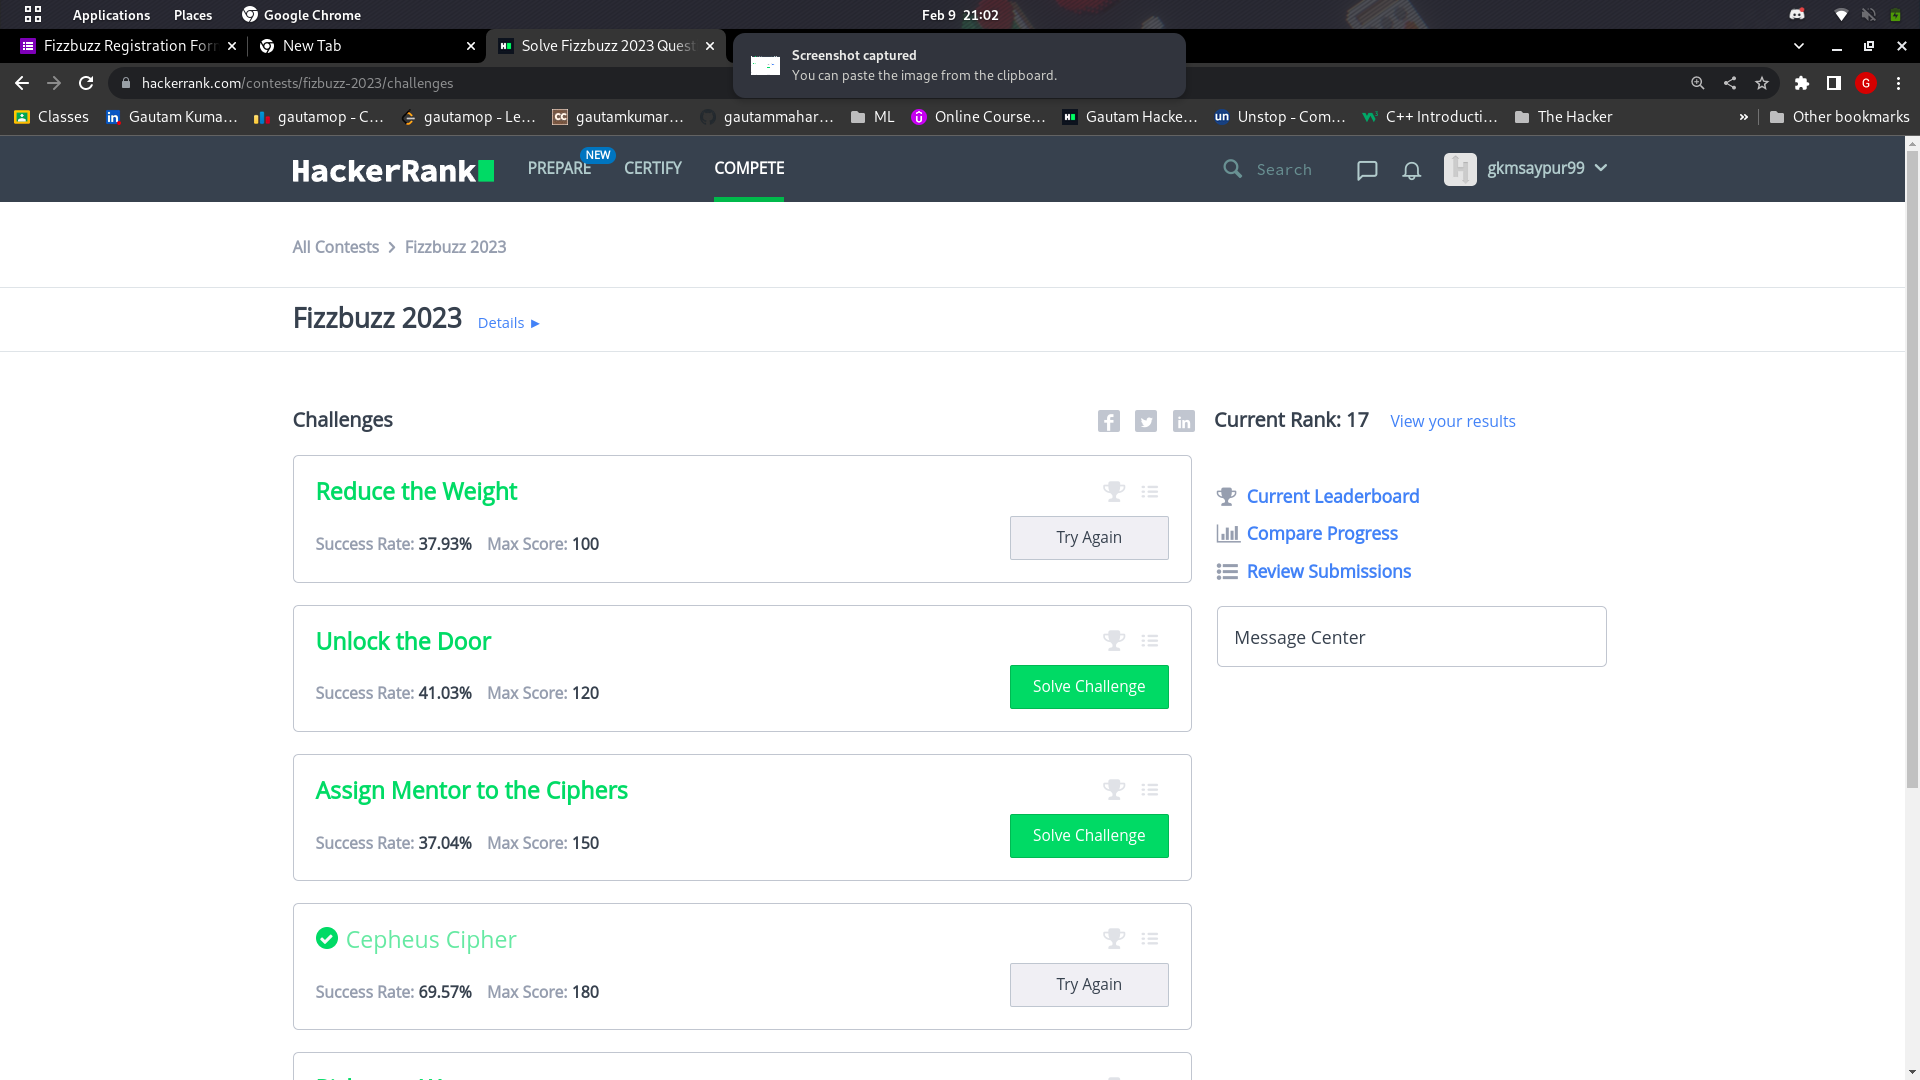 Applications Places Google Chrome Feb 9 21:02
Fizzbuzz Registration For New Tab Solve Fizzbuzz 2023 Quest
Screenshot captured
You can paste the image from the clipboard.
hackerrank.com/contests/fizbuzz-2023/challenges
G
Classes Gautam Kuma... gautamop - C... gautamop - Le... gautamkumar... gautammahar... ML Online Course... Gautam Hacke... Unstop - Com... C++ Introducti... The Hacker » Other bookmarks
HackerRank PREPARE NEW CERTIFY COMPETE Search gkmsaypur99
All Contests Fizzbuzz 2023
Fizzbuzz 2023 Details
Challenges Current Rank: 17 View your results
Reduce the Weight
Success Rate: 37.93% Max Score: 100
Try Again
Current Leaderboard
Compare Progress
Review Submissions
Message Center
Unlock the Door
Success Rate: 41.03% Max Score: 120
Solve Challenge
Assign Mentor to the Ciphers
Success Rate: 37.04% Max Score: 150
Solve Challenge
Cepheus Cipher
Success Rate: 69.57% Max Score: 180
Try Again